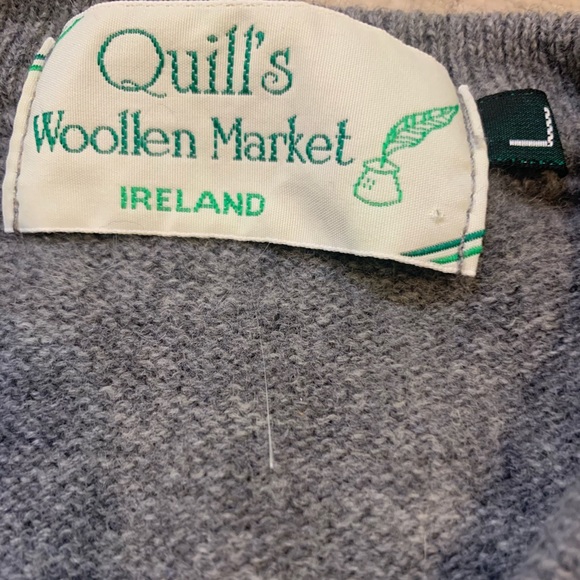 Quill's
Woollen Market
IRELAND
L